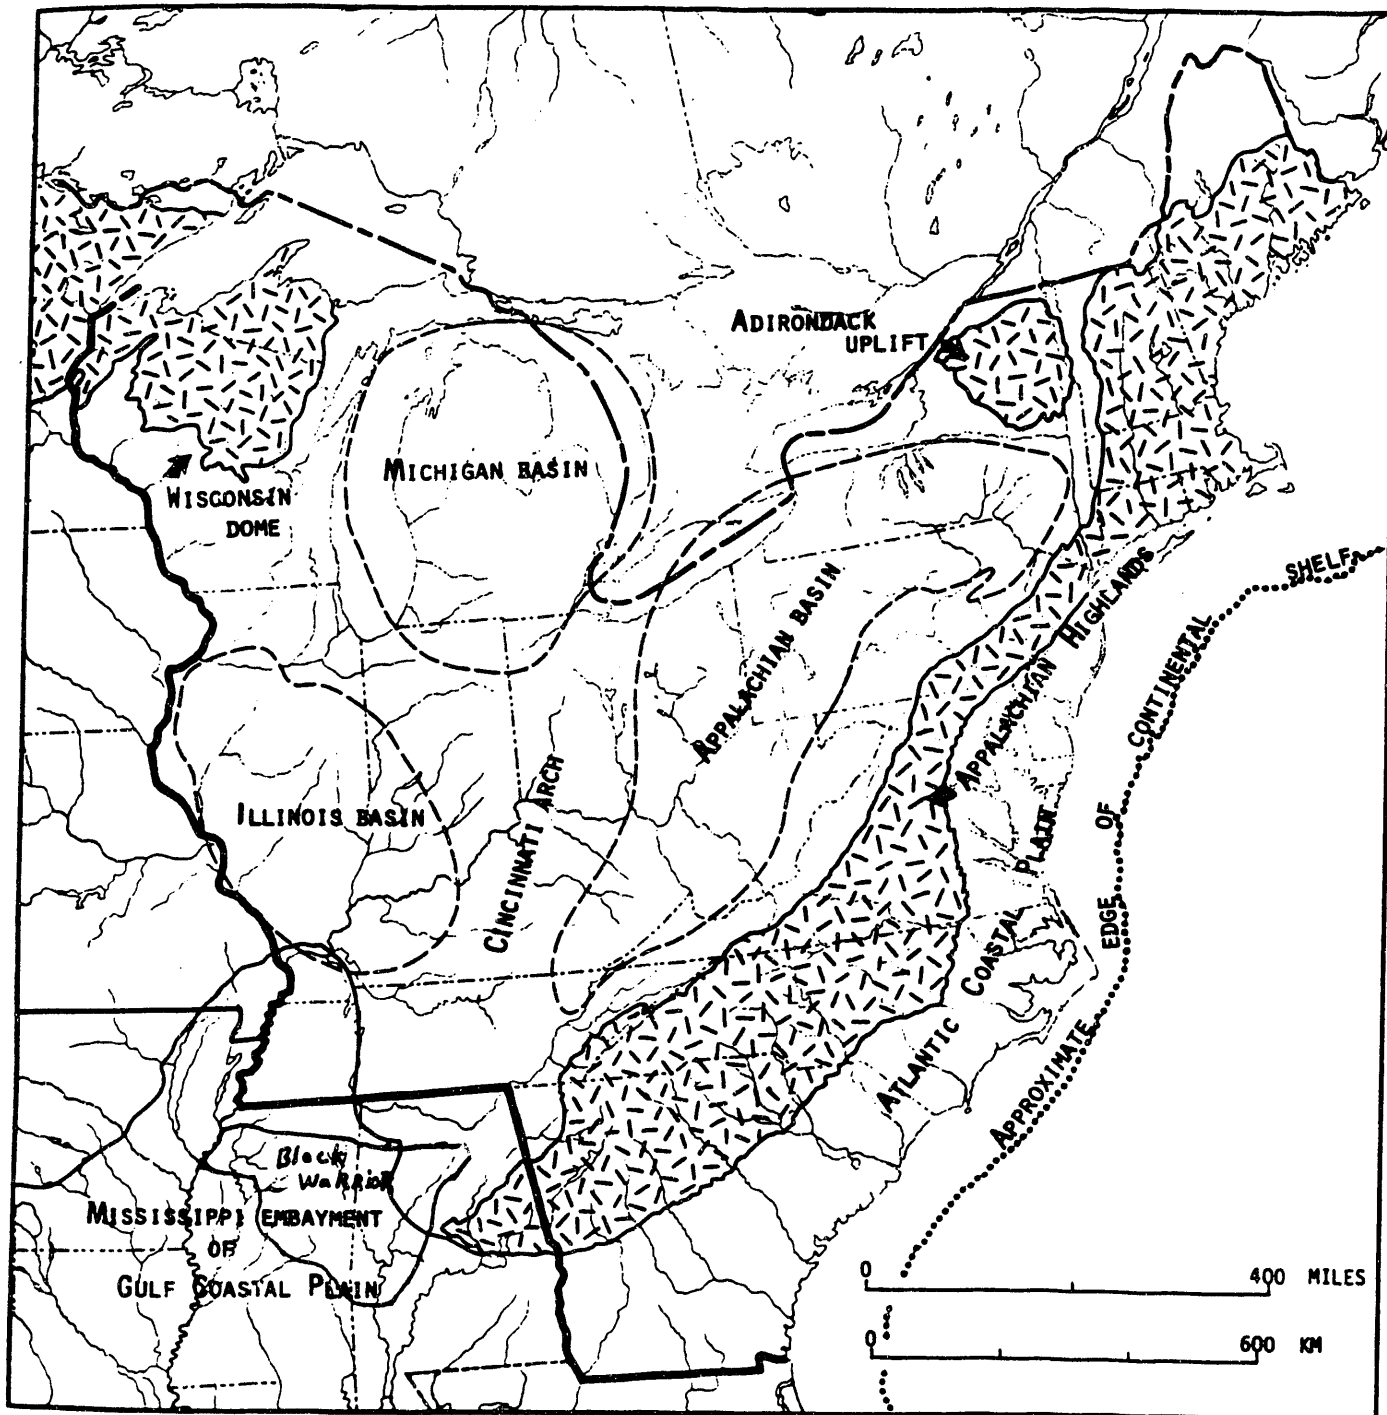 ADIRONDACK
UPLIFT
MICHIGAN BASIN
WISCONSIN
DOME
SHELF
CONTINENTAL
OF
EDGE
APPROXIMATE
APPALACHIAN HIGHLANDS
APPALACHIAN BASIN
ILLINOIS BASIN
CINCINNATI ARCH
ATLANTIC COASTAL PLAIN
Black
Warrior
MISSISSIPPI EMBAYMENT
OF
GULF COASTAL PLAIN
0 400 MILES
0 600 KM